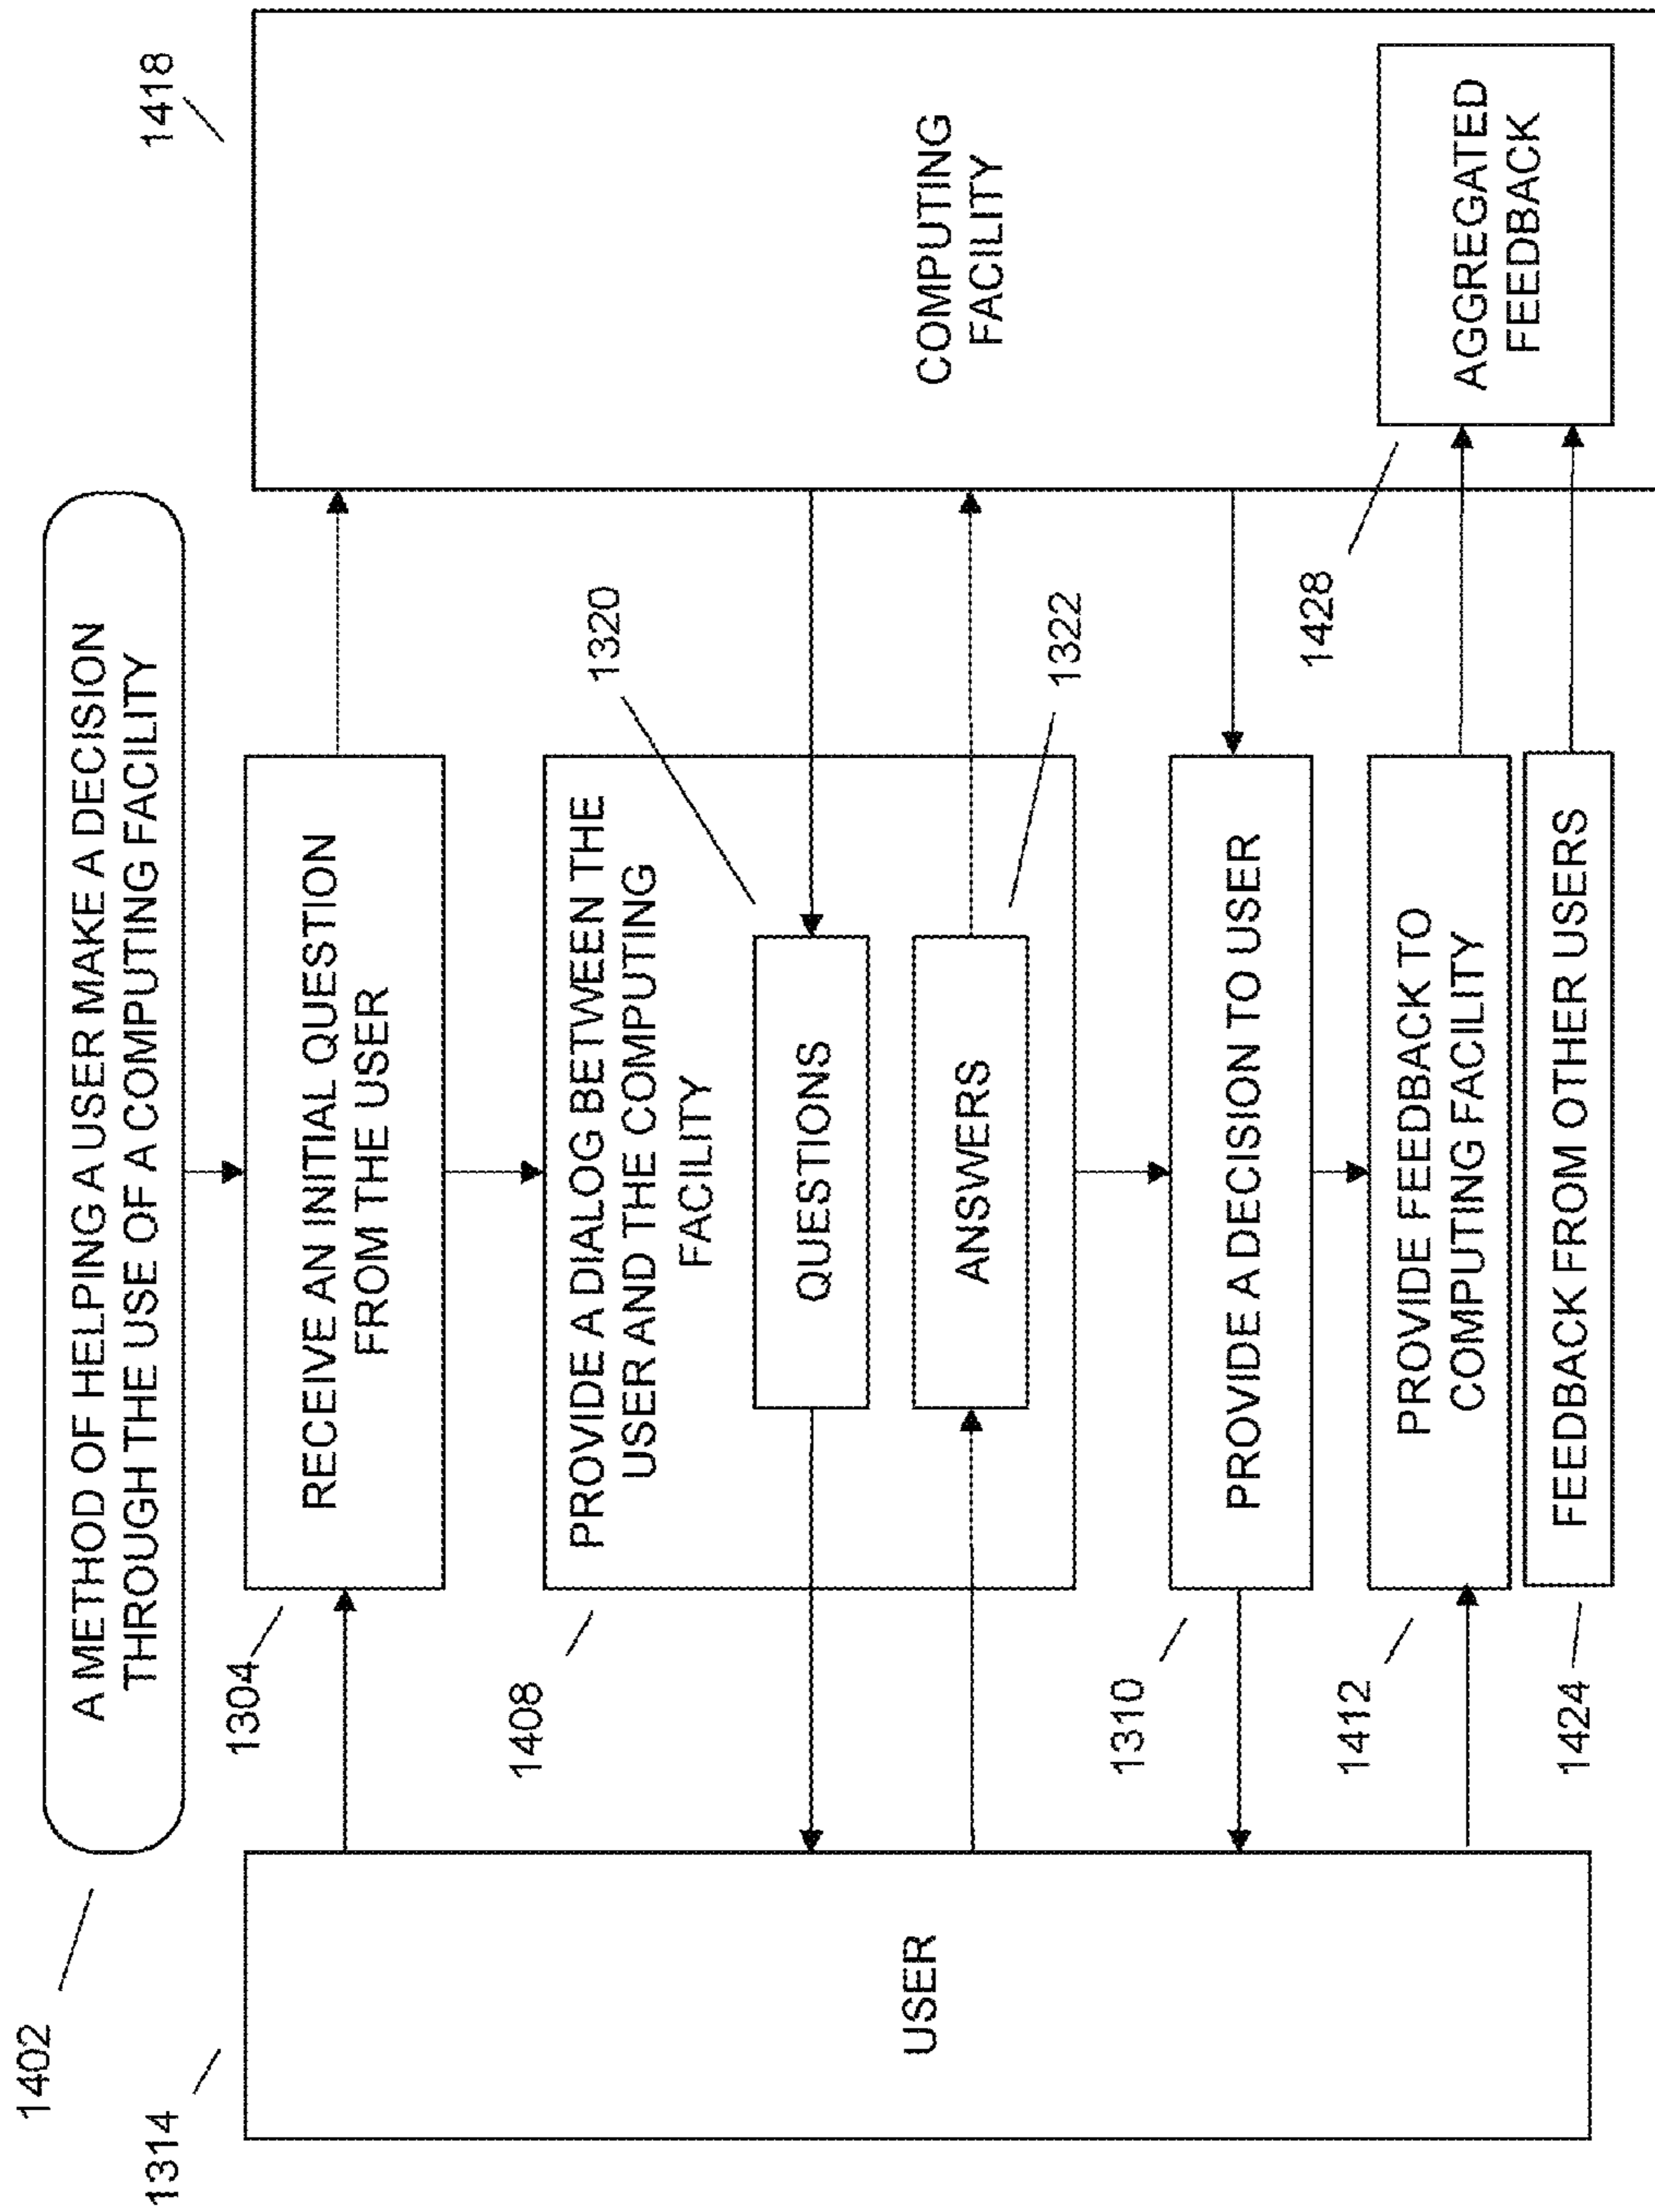 1402
A METHOD OF HELPING A USER MAKE A DECISION
THROUGH THE USE OF A COMPUTING FACILITY
1314
USER
1304
RECEIVE AN INITIAL QUESTION
FROM THE USER
1418
COMPUTING
FACILITY
1408
PROVIDE A DIALOG BETWEEN THE
USER AND THE COMPUTING
FACILITY
1320
QUESTIONS
ANSWERS
1322
1310
PROVIDE A DECISION TO USER
1412
PROVIDE FEEDBACK TO
COMPUTING FACILITY
1428
AGGREGATED
FEEDBACK
1424
FEEDBACK FROM OTHER USERS